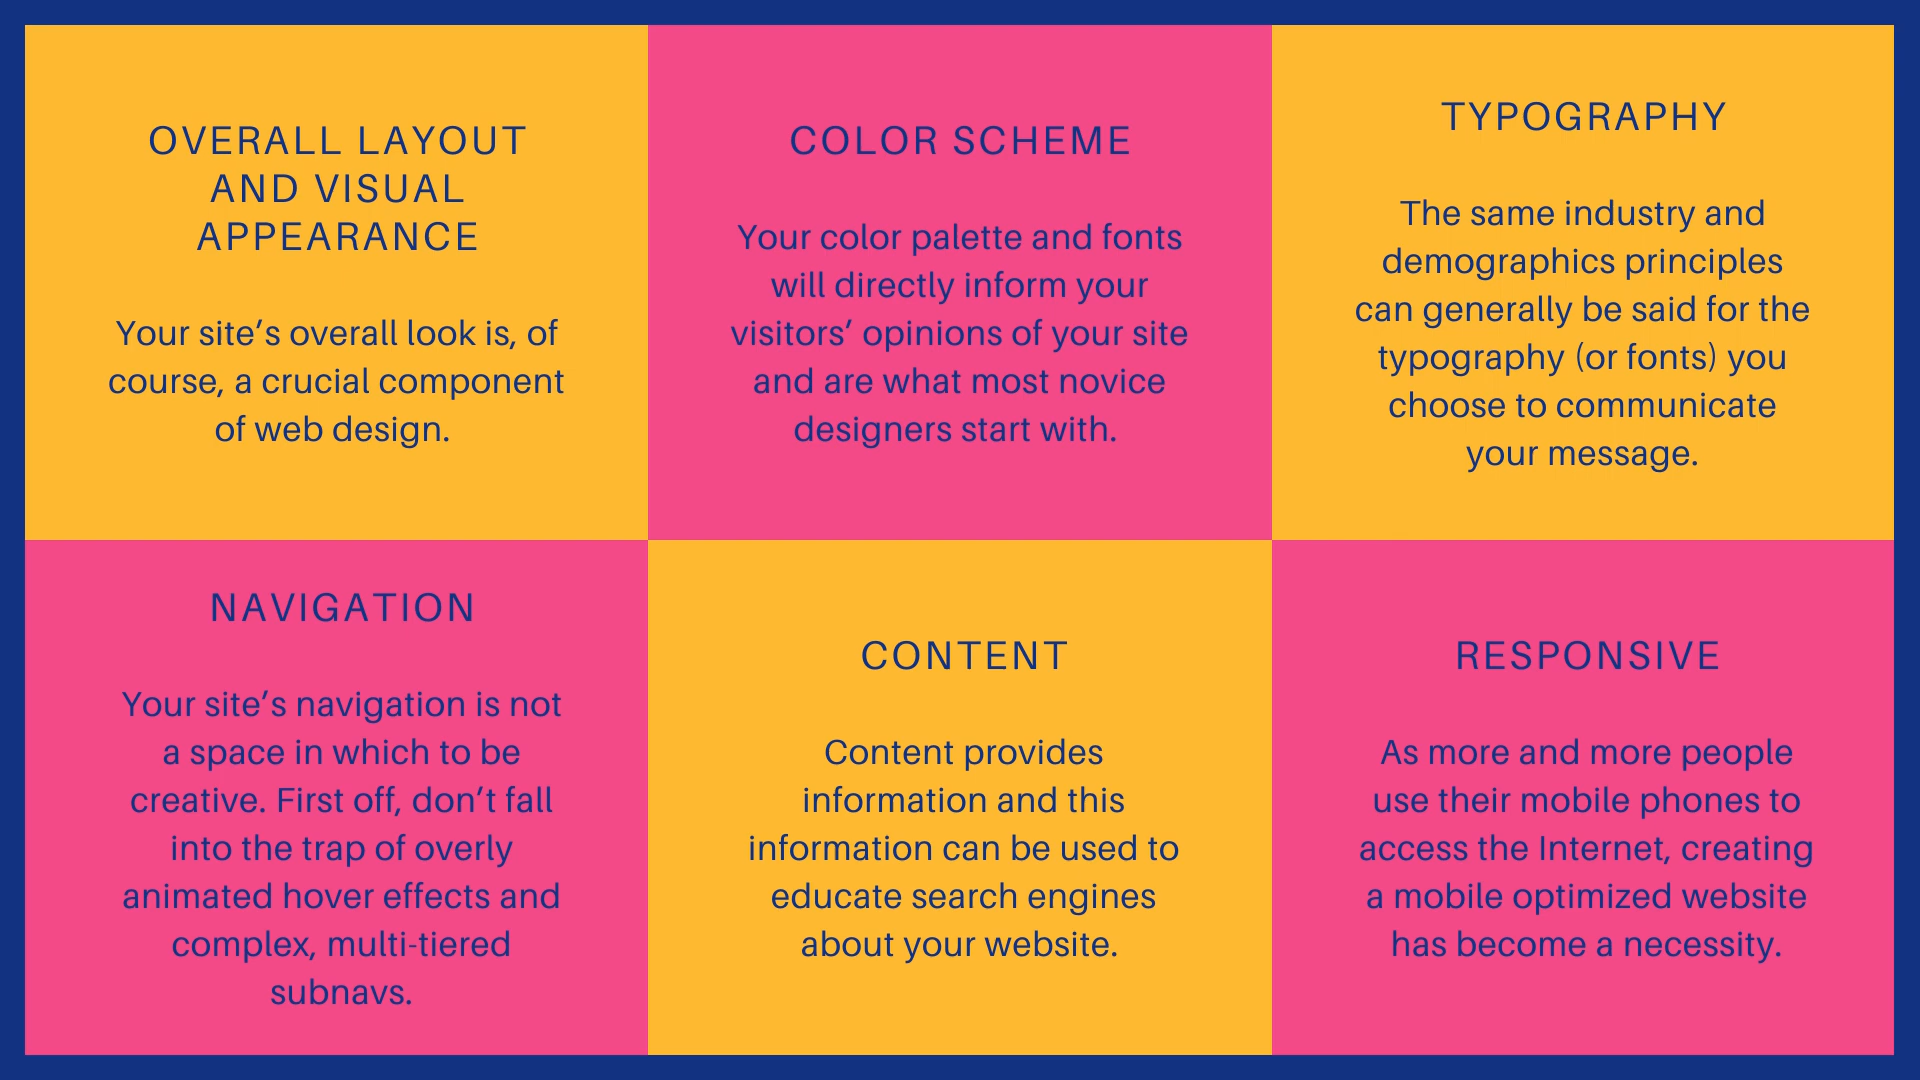 OVERALL LAYOUT
AND VISUAL
APPEARANCE
Your site’s overall look is, of
course, a crucial component
of web design.
COLOR SCHEME
Your color palette and fonts
will directly inform your
visitors’ opinions of your site
and are what most novice
designers start with.
TYPOGRAPHY
The same industry and
demographics principles
can generally be said for the
typography (or fonts) you
choose to communicate
your message.
NAVIGATION
Your site’s navigation is not
a space in which to be
creative. First off, don’t fall
into the trap of overly
animated hover effects and
complex, multi-tiered
subnavs.
CONTENT
Content provides
information and this
information can be used to
educate search engines
about your website.
RESPONSIVE
As more and more people
use their mobile phones to
access the Internet, creating
a mobile optimized website
has become a necessity.